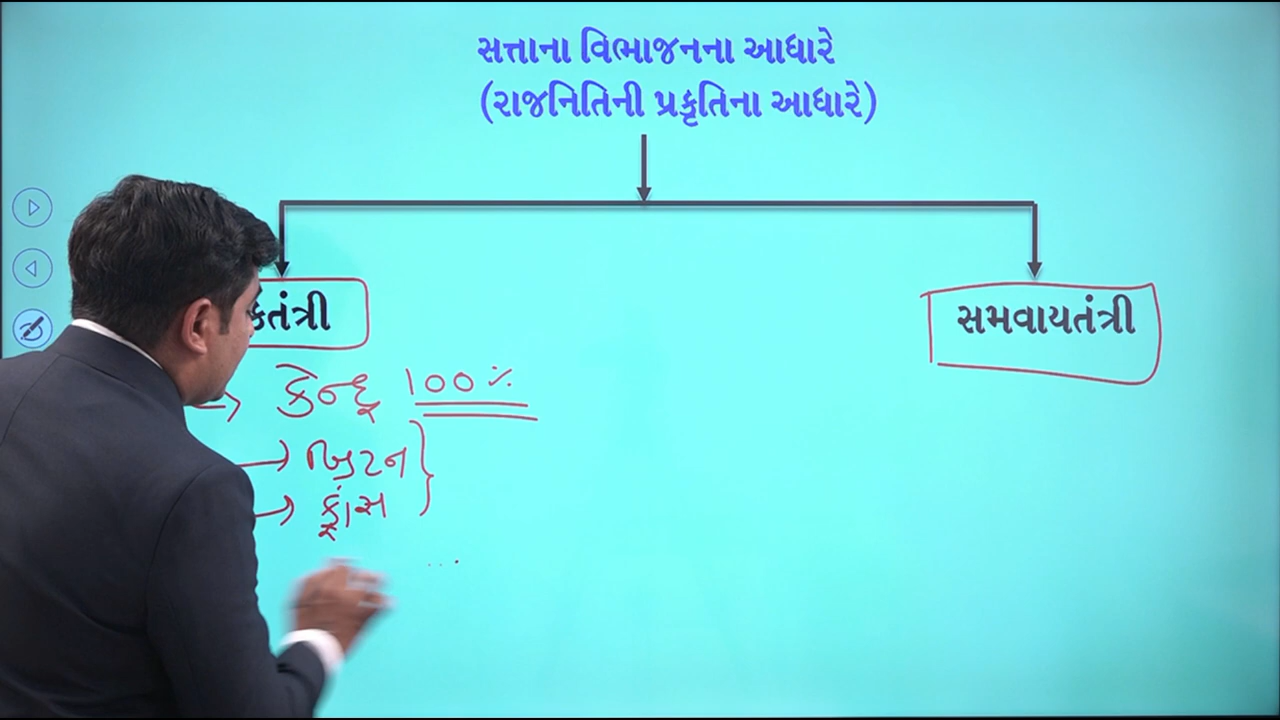 સત્તાના વિભાજનના આધારે
(રાજનિતિની પ્રકૃતિના આધારે)
કતંત્રી
સમવાયતંત્રી
→ કેન્દ્ર 100%
→ બ્રિટન
→ ફ્રાંસ